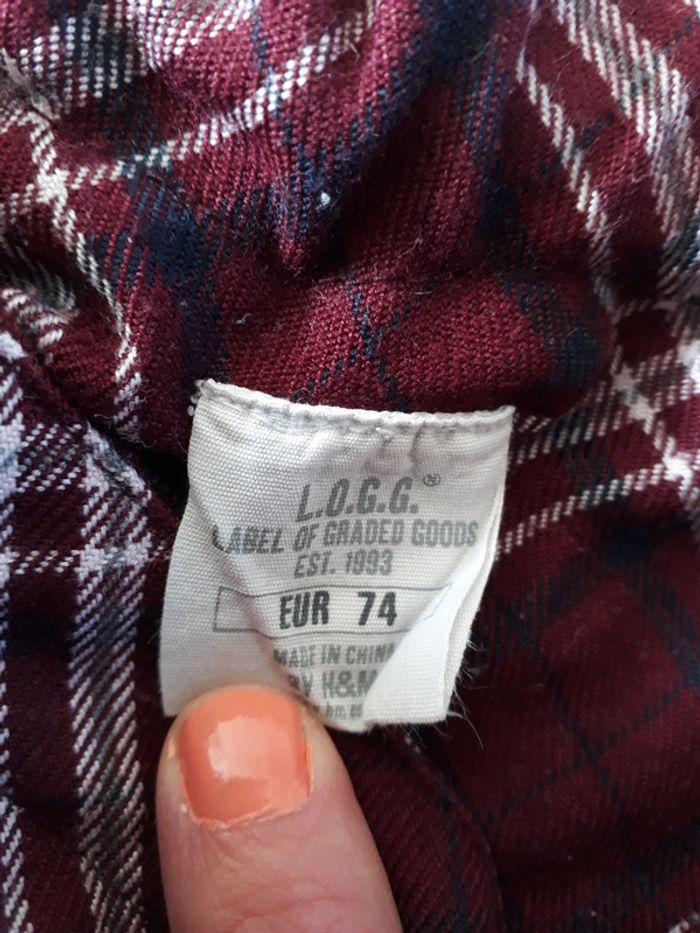 L.O.G.G.®
LABEL OF GRADED GOODS
EST. 1993
EUR 74
MADE IN CHINA
BY H&M